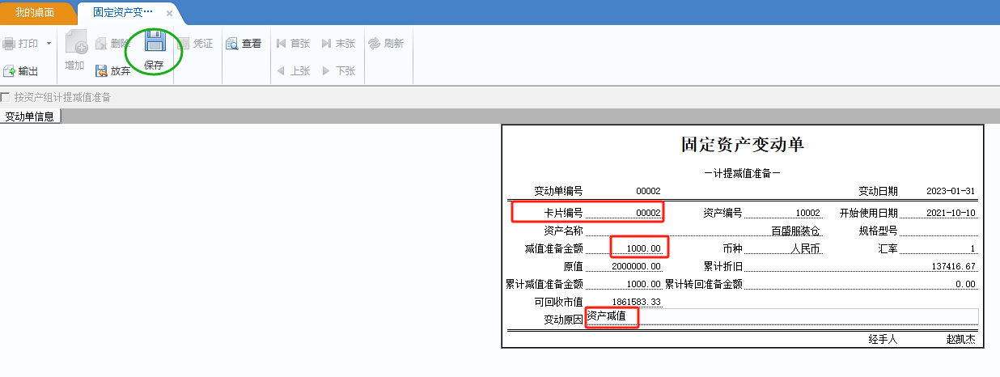 我的桌面 固定资产变···
打印 增加 删除 保存 凭证 查看 首张 末张 刷新
输出 放弃 上张 下张
按资产组计提减值准备
变动单信息
固定资产变动单
－计提减值准备－
变动单编号 00002 变动日期 2023-01-31
卡片编号 00002 资产编号 10002 开始使用日期 2021-10-10
资产名称 百盛服装仓 规格型号
减值准备金额 1000.00 币种 人民币 汇率 1
原值 2000000.00 累计折旧 137416.67
累计减值准备金额 1000.00 累计转回准备金额 0.00
可回收市值 1861583.33
变动原因 资产减值
经手人 赵凯杰